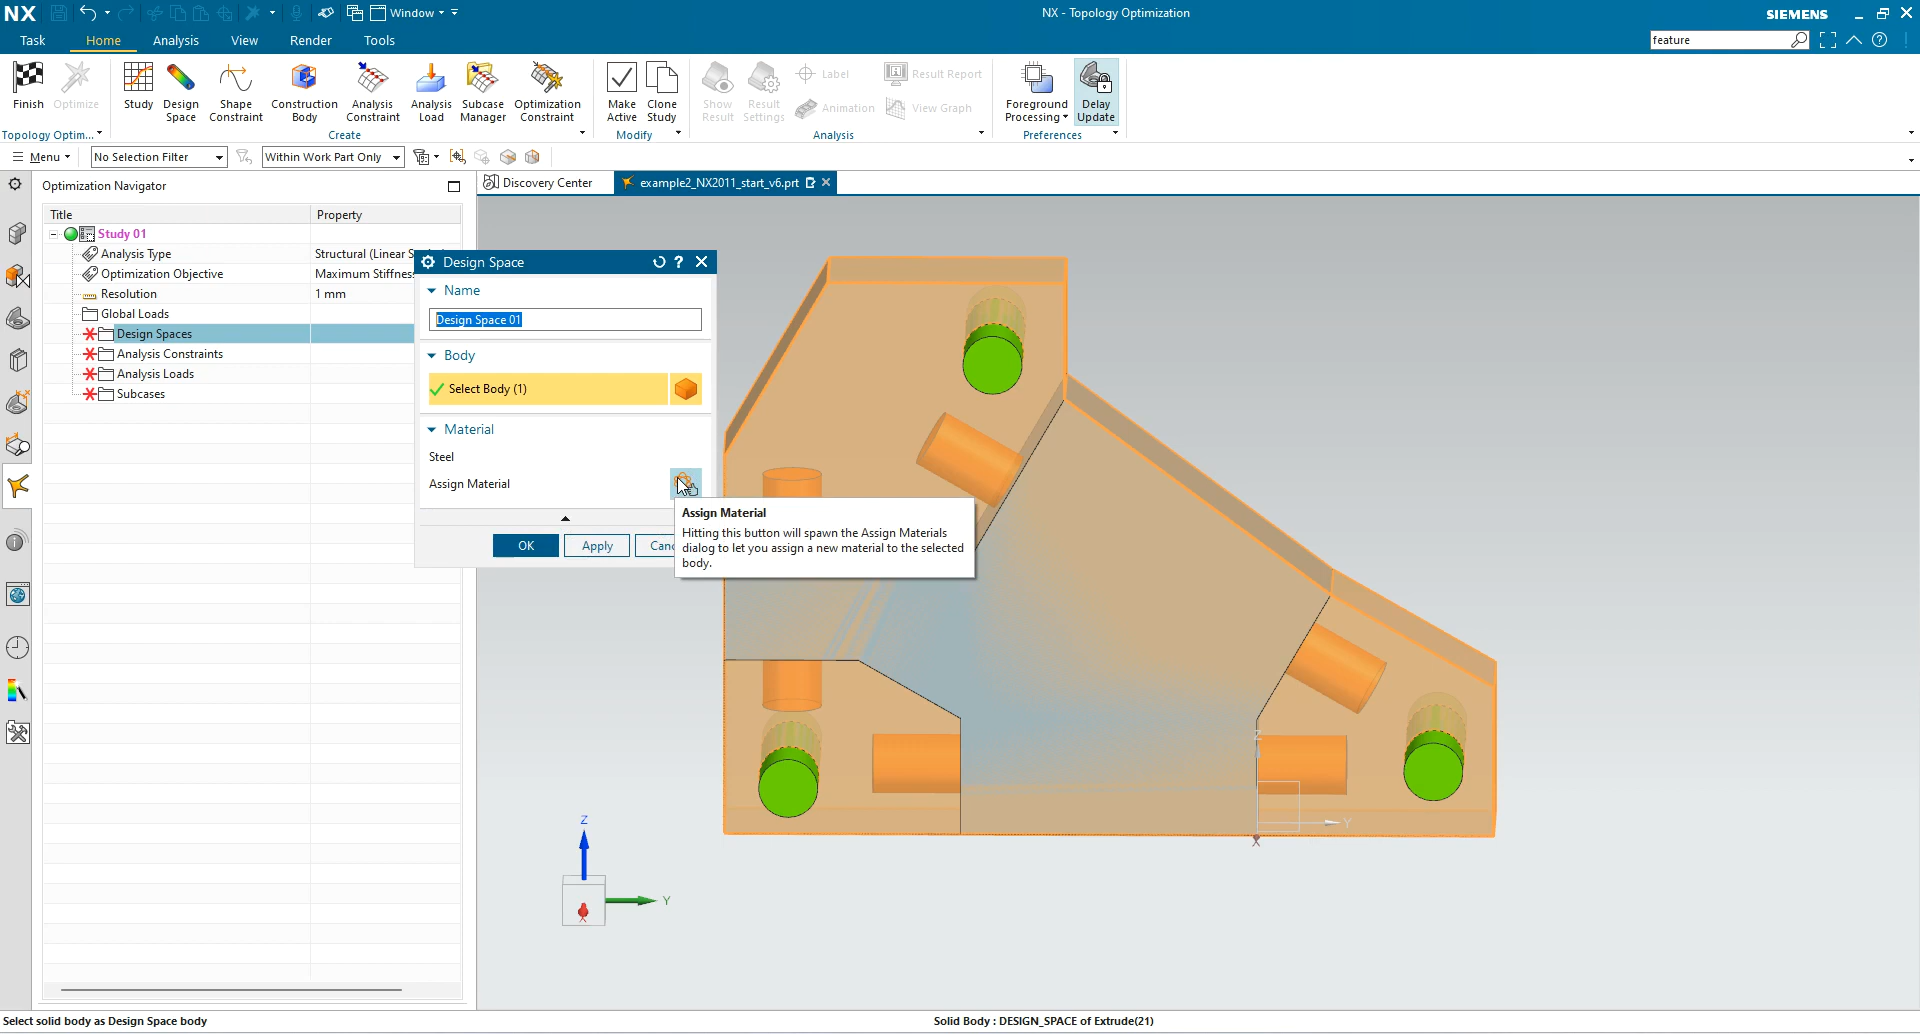 NX
Window
NX - Topology Optimization
SIEMENS
Task
Home
Analysis
View
Render
Tools
feature
Finish
Optimize
Study
Design Space
Shape Constraint
Construction Body
Analysis Constraint
Analysis Load
Subcase Manager
Optimization Constraint
Make Active
Clone Study
Show Result
Result Settings
Label
Animation
Result Report
View Graph
Foreground Processing
Delay Update
Topology Optim...
Create
Modify
Analysis
Preferences
Menu
No Selection Filter
Within Work Part Only
Optimization Navigator
Discovery Center
example2_NX2011_start_v6.prt
Title
Property
Study 01
Analysis Type
Structural (Linear S
Optimization Objective
Maximum Stiffnes
Resolution
1 mm
Global Loads
Design Spaces
Analysis Constraints
Analysis Loads
Subcases
Design Space
Name
Design Space 01
Body
Select Body (1)
Material
Steel
Assign Material
OK
Apply
Canc
Assign Material
Hitting this button will spawn the Assign Materials
dialog to let you assign a new material to the selected
body.
Z
Y
X
Z
Y
X
Select solid body as Design Space body
Solid Body : DESIGN_SPACE of Extrude(21)